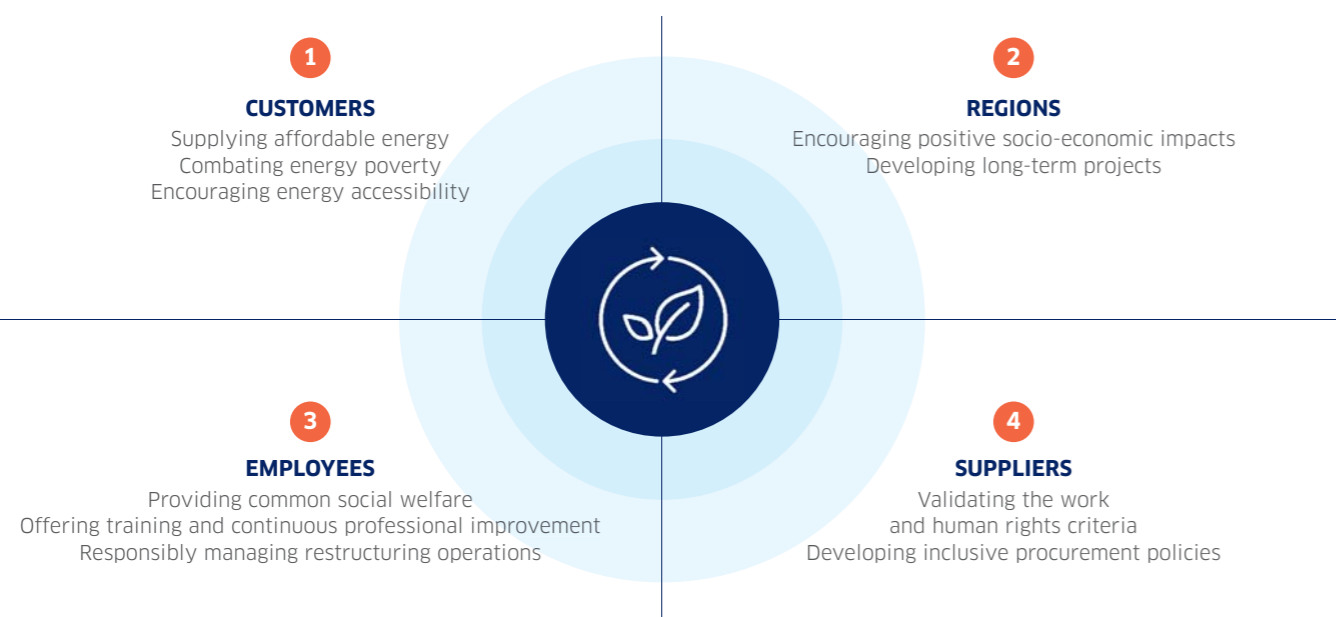 1
CUSTOMERS
Supplying affordable energy
Combating energy poverty
Encouraging energy accessibility
2
REGIONS
Encouraging positive socio-economic impacts
Developing long-term projects
3
EMPLOYEES
Providing common social welfare
Offering training and continuous professional improvement
Responsibly managing restructuring operations
4
SUPPLIERS
Validating the work
and human rights criteria
Developing inclusive procurement policies